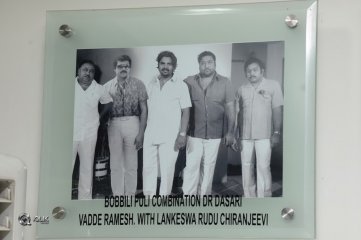 BOBBILI PULI COMBINATION DR DASARI
VADDE RAMESH. WITH LANKESWA RUDU CHIRANJEEVI